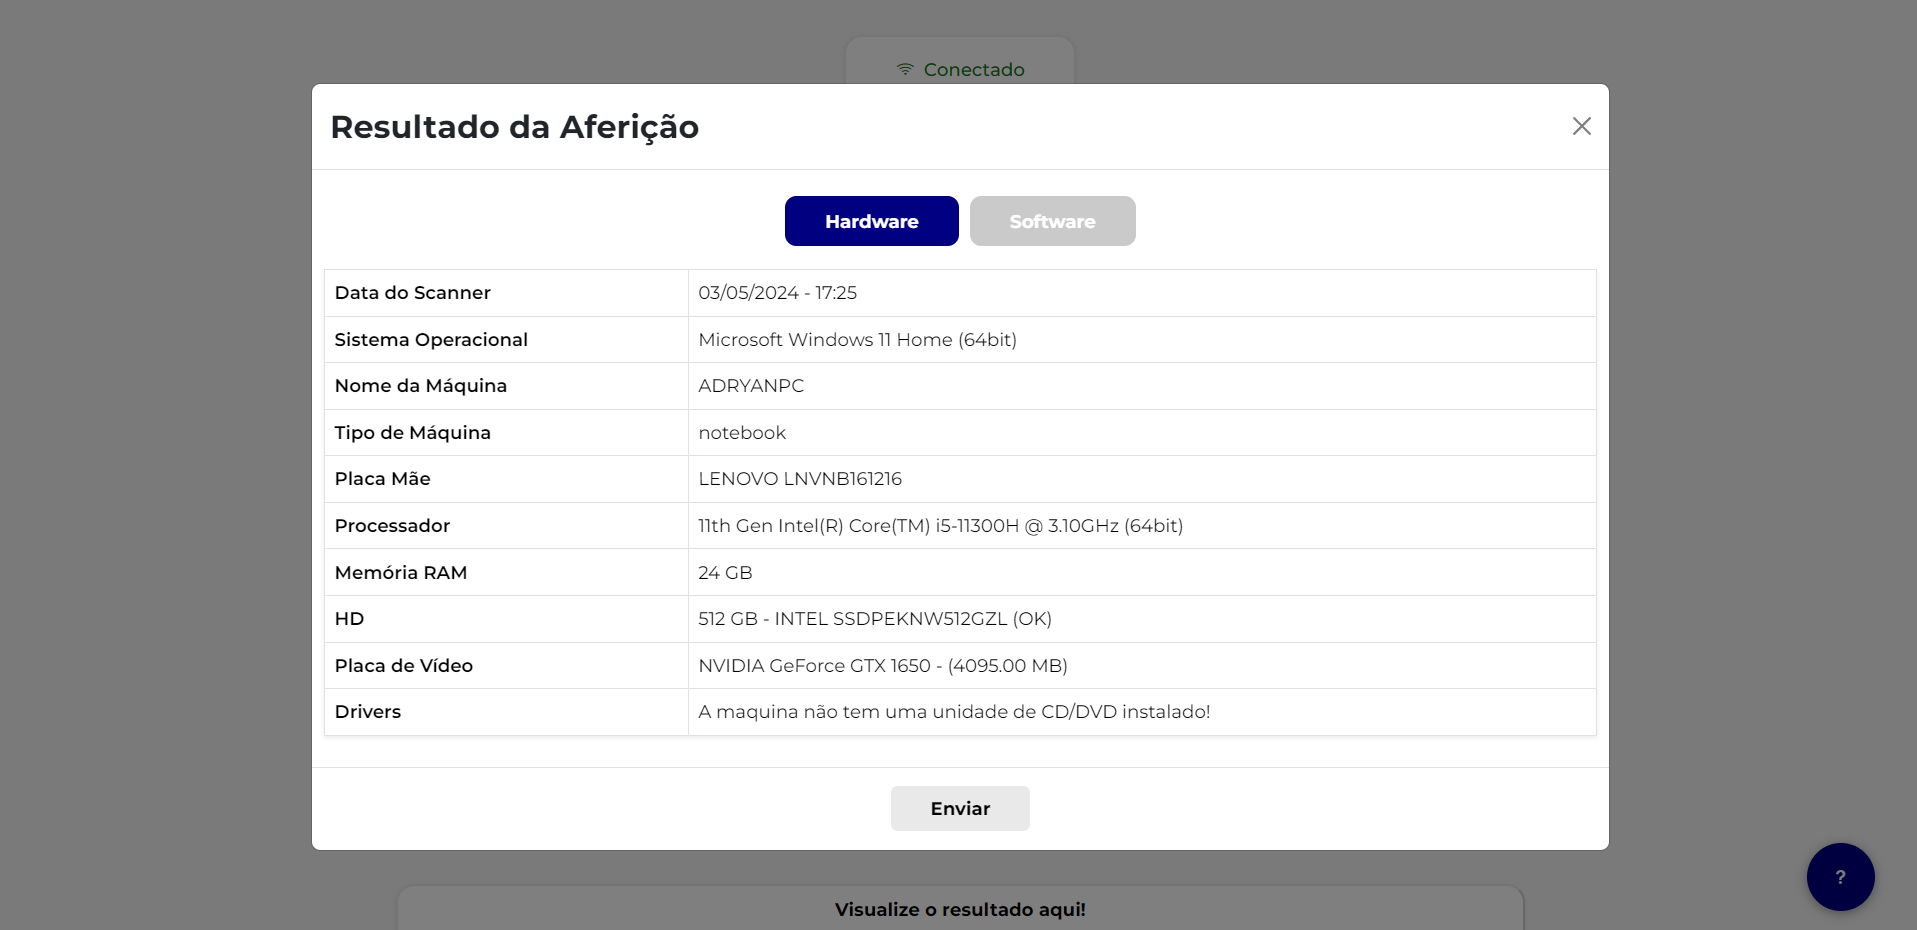 Conectado
Resultado da Aferição
Hardware Software
Data do Scanner 03/05/2024 - 17:25
Sistema Operacional Microsoft Windows 11 Home (64bit)
Nome da Máquina ADRYANPC
Tipo de Máquina notebook
Placa Mãe LENOVO LNVNB161216
Processador 11th Gen Intel(R) Core(TM) i5-11300H @ 3.10GHz (64bit)
Memória RAM 24 GB
HD 512 GB - INTEL SSDPEKNW512GZL (OK)
Placa de Vídeo NVIDIA GeForce GTX 1650 - (4095.00 MB)
Drivers A maquina não tem uma unidade de CD/DVD instalado!
Enviar
?
Visualize o resultado aqui!